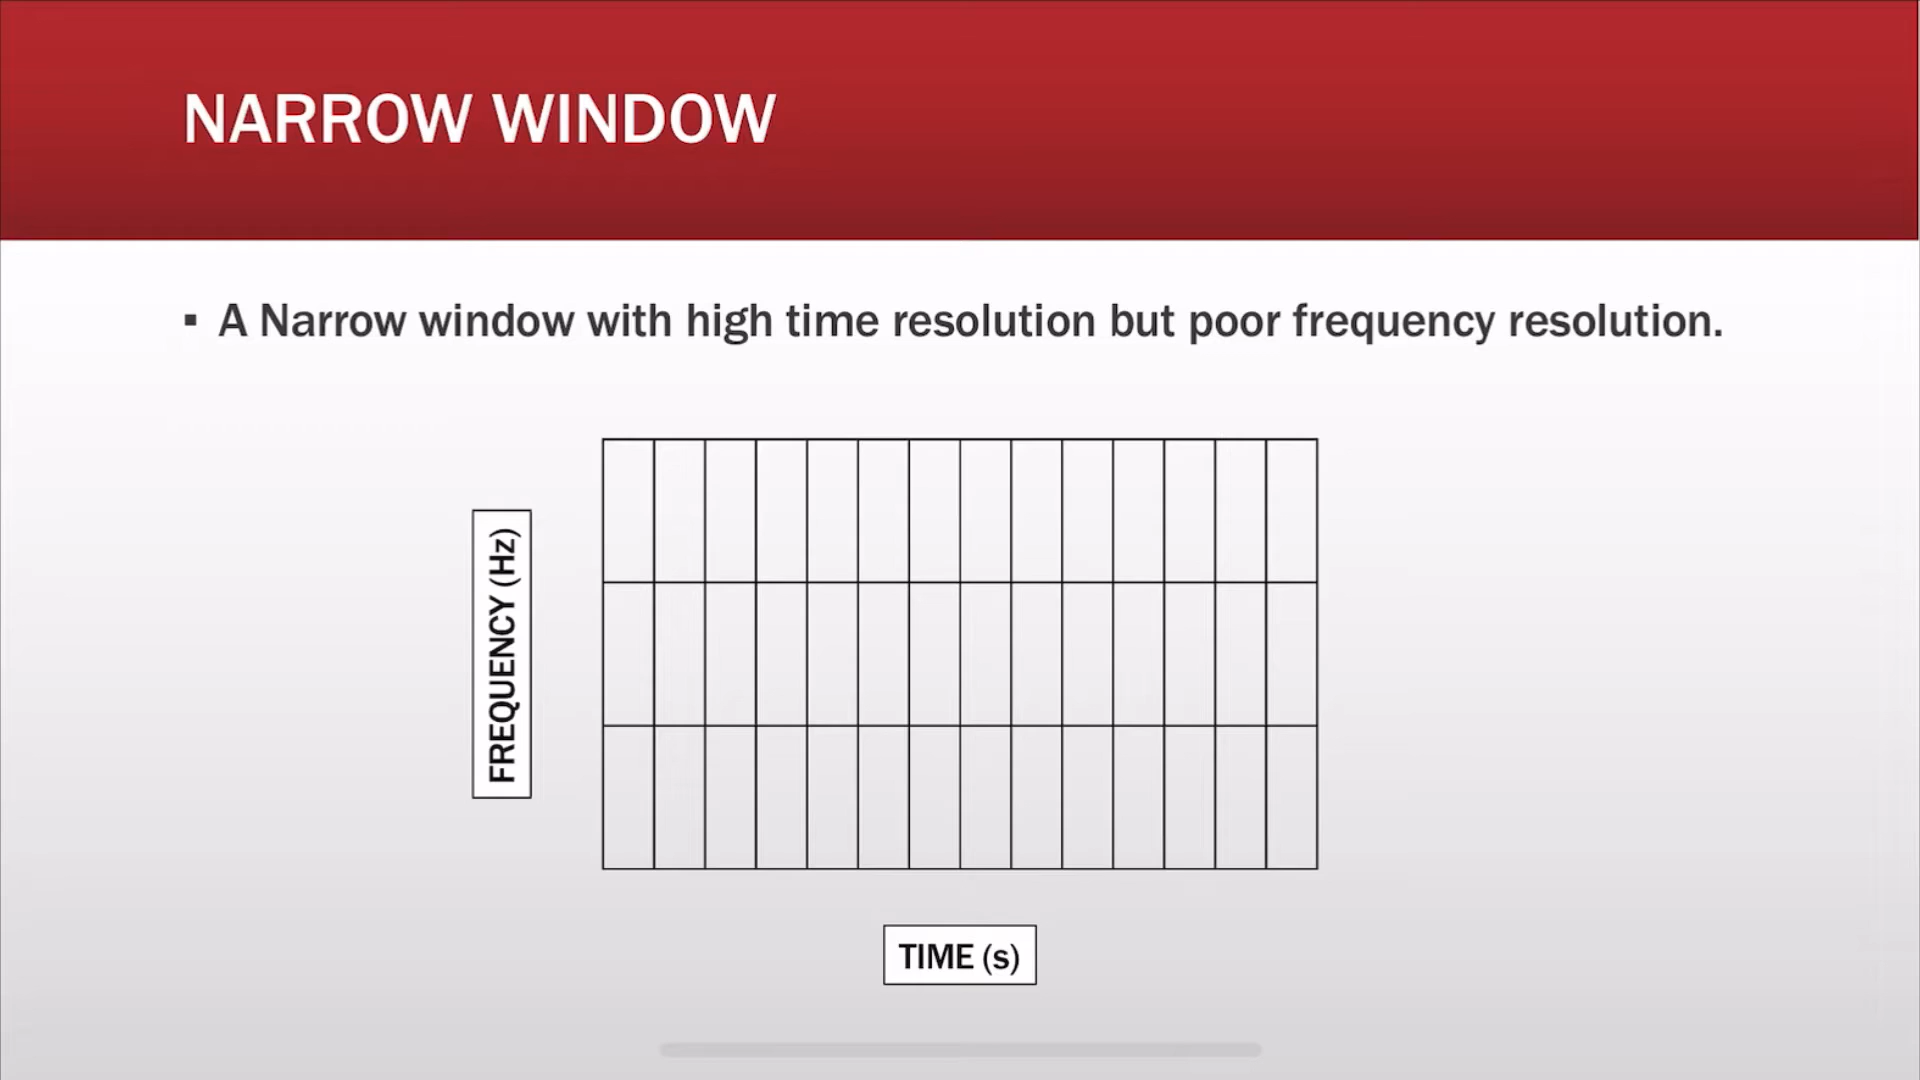 NARROW WINDOW
▪ A Narrow window with high time resolution but poor frequency resolution.
FREQUENCY (Hz)
TIME (s)